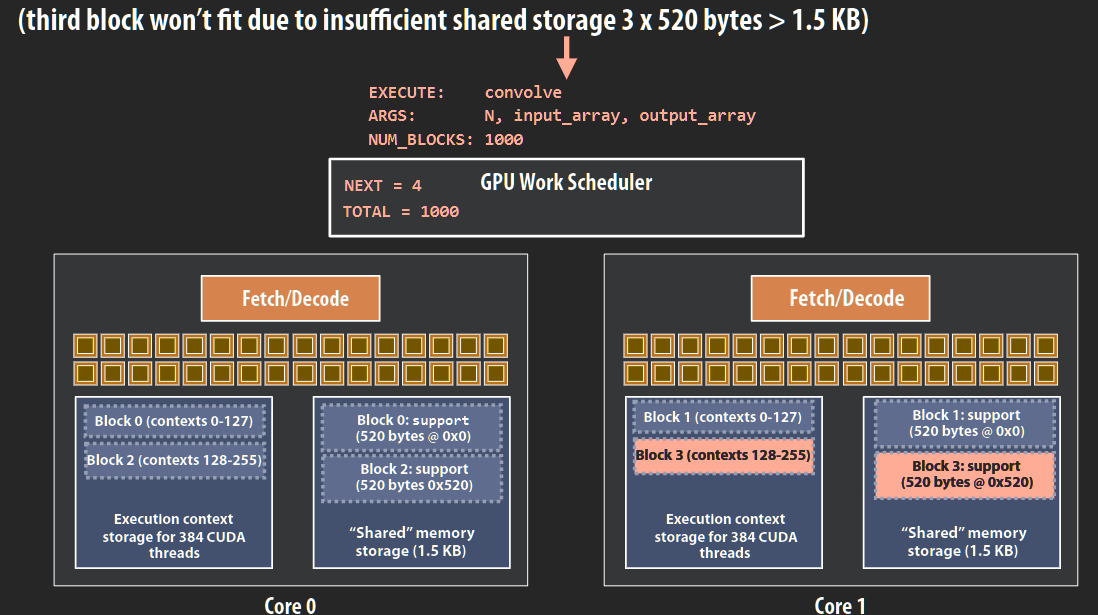 (third block won’t fit due to insufficient shared storage 3 x 520 bytes > 1.5 KB)
EXECUTE: convolve
ARGS: N, input_array, output_array
NUM_BLOCKS: 1000
GPU Work Scheduler
NEXT = 4
TOTAL = 1000
Fetch/Decode
Block 0 (contexts 0-127)
Block 2 (contexts 128-255)
Execution context
storage for 384 CUDA
threads
Block 0: support
(520 bytes @ 0x0)
Block 2: support
(520 bytes 0x520)
“Shared” memory
storage (1.5 KB)
Core 0
Fetch/Decode
Block 1 (contexts 0-127)
Block 3 (contexts 128-255)
Execution context
storage for 384 CUDA
threads
Block 1: support
(520 bytes @ 0x0)
Block 3: support
(520 bytes @ 0x520)
“Shared” memory
storage (1.5 KB)
Core 1